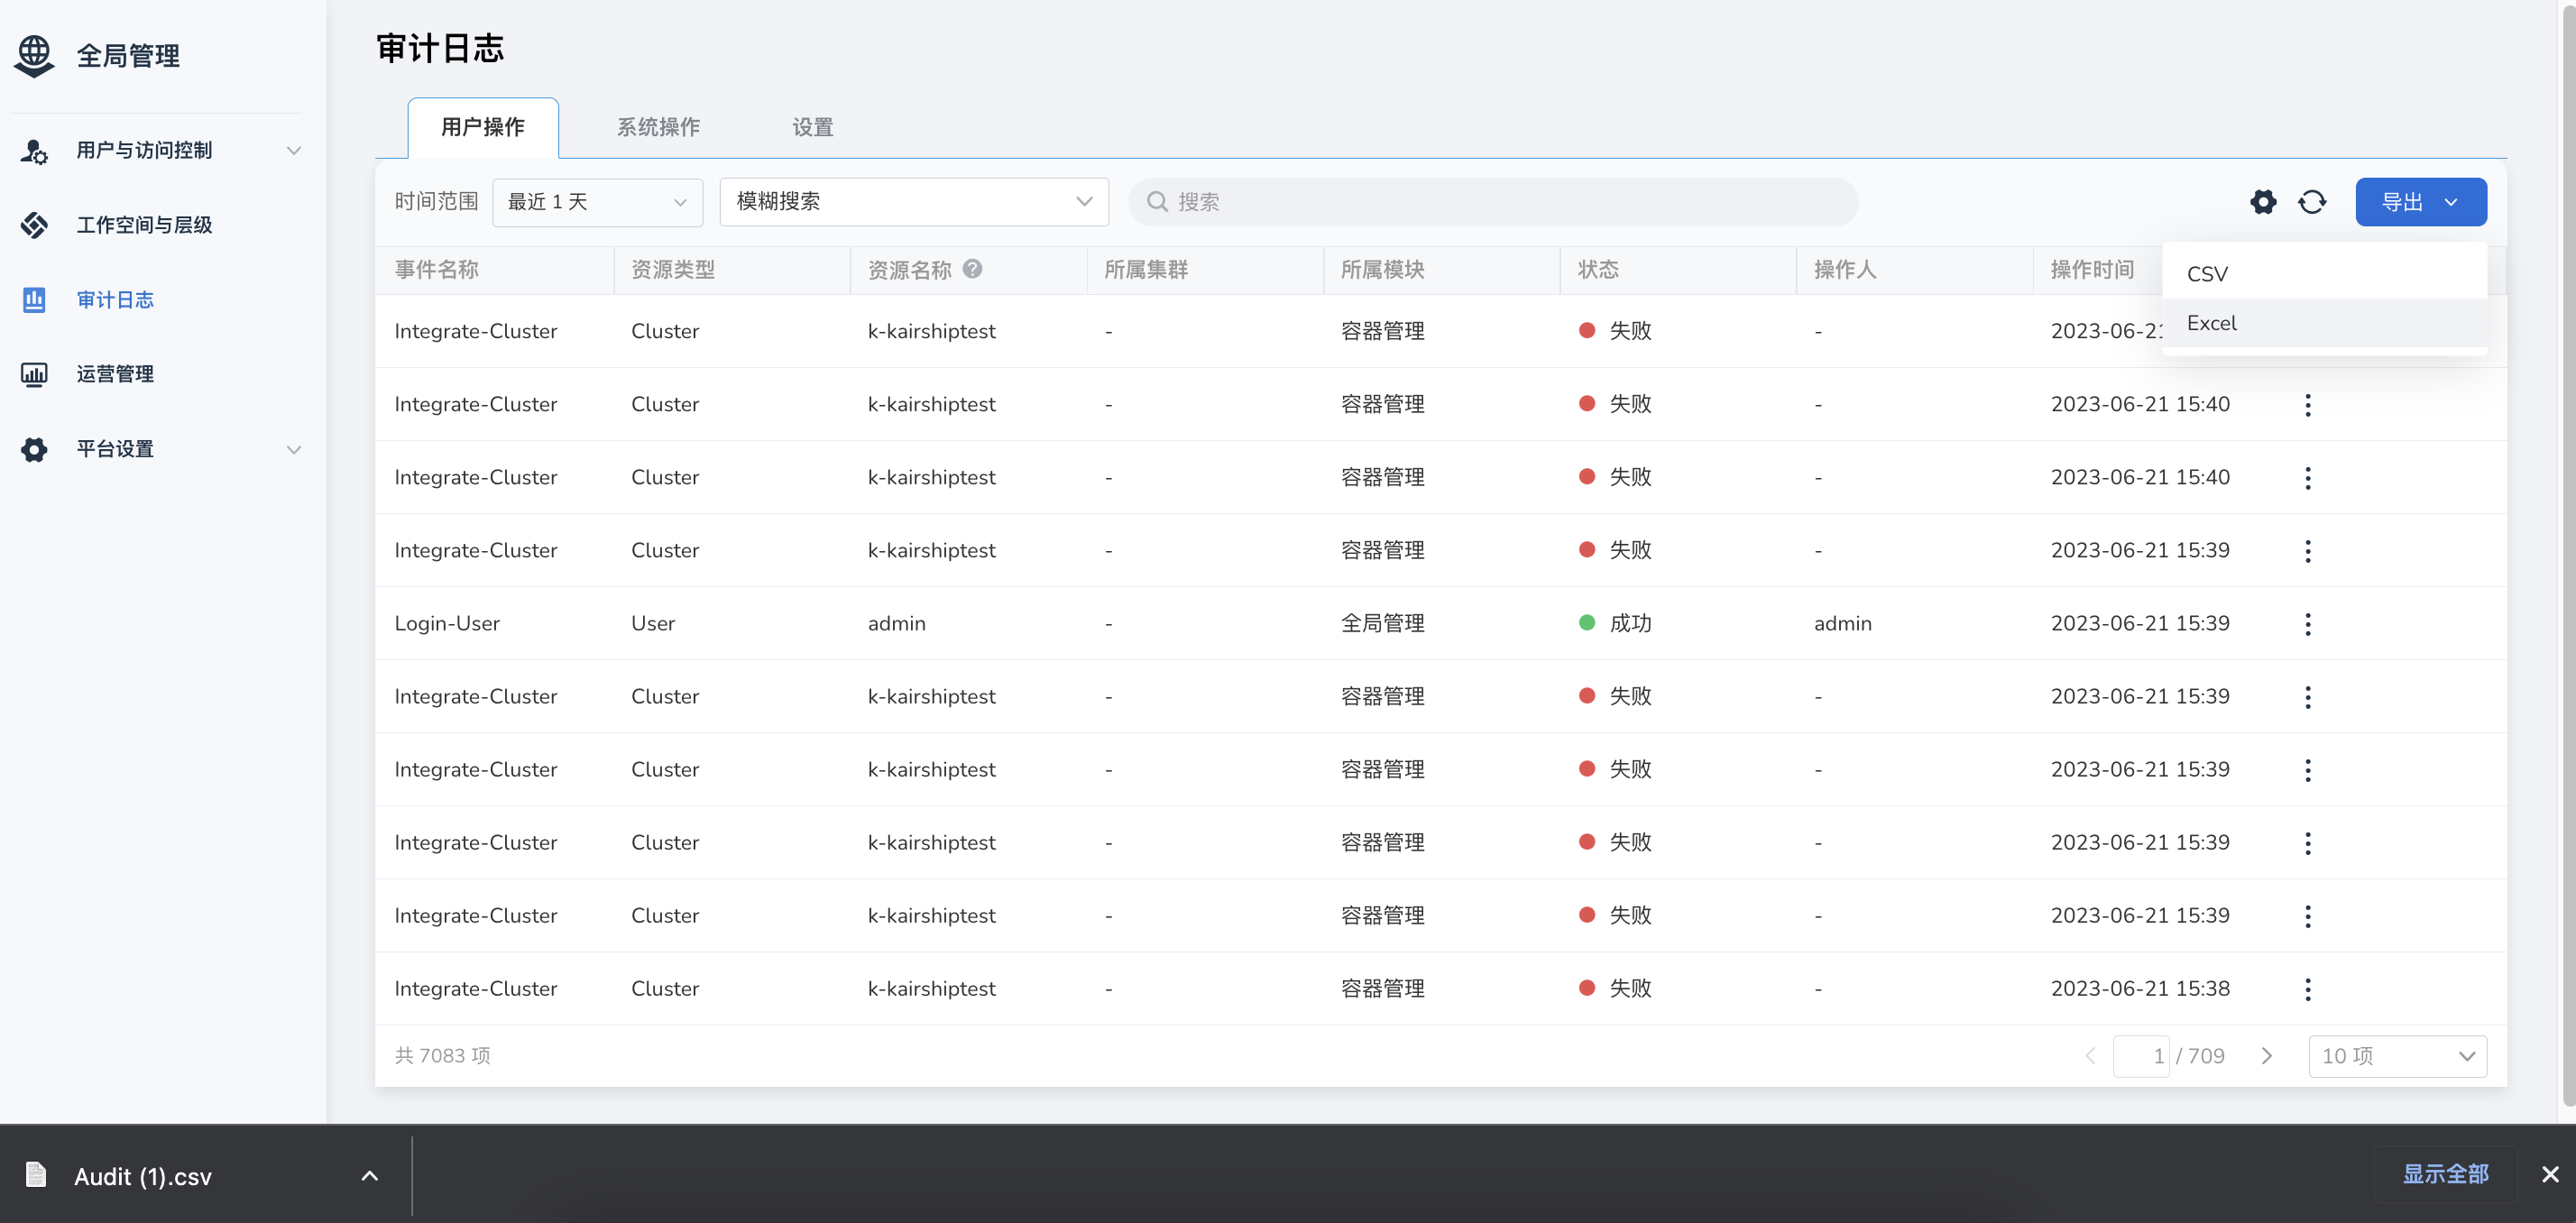 全局管理
用户与访问控制
工作空间与层级
审计日志
运营管理
平台设置
审计日志
用户操作 系统操作 设置
时间范围 最近 1 天 模糊搜索 搜索 导出
CSV
Excel
事件名称 资源类型 资源名称 所属集群 所属模块 状态 操作人 操作时间
Integrate-Cluster Cluster k-kairshiptest - 容器管理 失败 - 2023-06-21
Integrate-Cluster Cluster k-kairshiptest - 容器管理 失败 - 2023-06-21 15:40
Integrate-Cluster Cluster k-kairshiptest - 容器管理 失败 - 2023-06-21 15:40
Integrate-Cluster Cluster k-kairshiptest - 容器管理 失败 - 2023-06-21 15:39
Login-User User admin - 全局管理 成功 admin 2023-06-21 15:39
Integrate-Cluster Cluster k-kairshiptest - 容器管理 失败 - 2023-06-21 15:39
Integrate-Cluster Cluster k-kairshiptest - 容器管理 失败 - 2023-06-21 15:39
Integrate-Cluster Cluster k-kairshiptest - 容器管理 失败 - 2023-06-21 15:39
Integrate-Cluster Cluster k-kairshiptest - 容器管理 失败 - 2023-06-21 15:39
Integrate-Cluster Cluster k-kairshiptest - 容器管理 失败 - 2023-06-21 15:38
共 7083 项 1 / 709 10 项
Audit (1).csv 显示全部